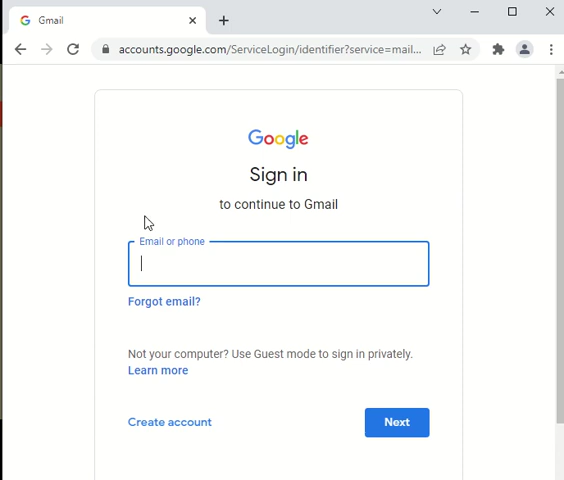 Gmail
accounts.google.com/ServiceLogin/identifier?service=mail...
Google
Sign in
to continue to Gmail
Email or phone
Forgot email?
Not your computer? Use Guest mode to sign in privately.
Learn more
Create account
Next